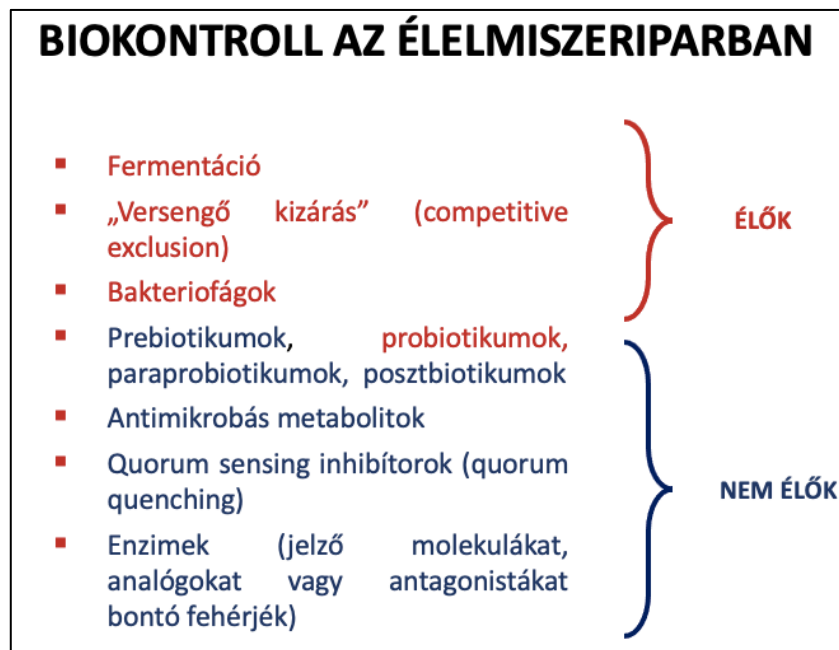 BIOKONTROLL AZ ÉLELMISZERIPARBAN
Fermentáció
„Versengő kizárás” (competitive
exclusion)
Bakteriofágok
Prebiotikumok, probiotikumok,
paraprobiotikumok, posztbiotikumok
Antimikrobás metabolitok
Quorum sensing inhibítorok (quorum
quenching)
Enzimek (jelző molekulákat,
analógokat vagy antagonistákat
bontó fehérjék)
ÉLŐK
NEM ÉLŐK